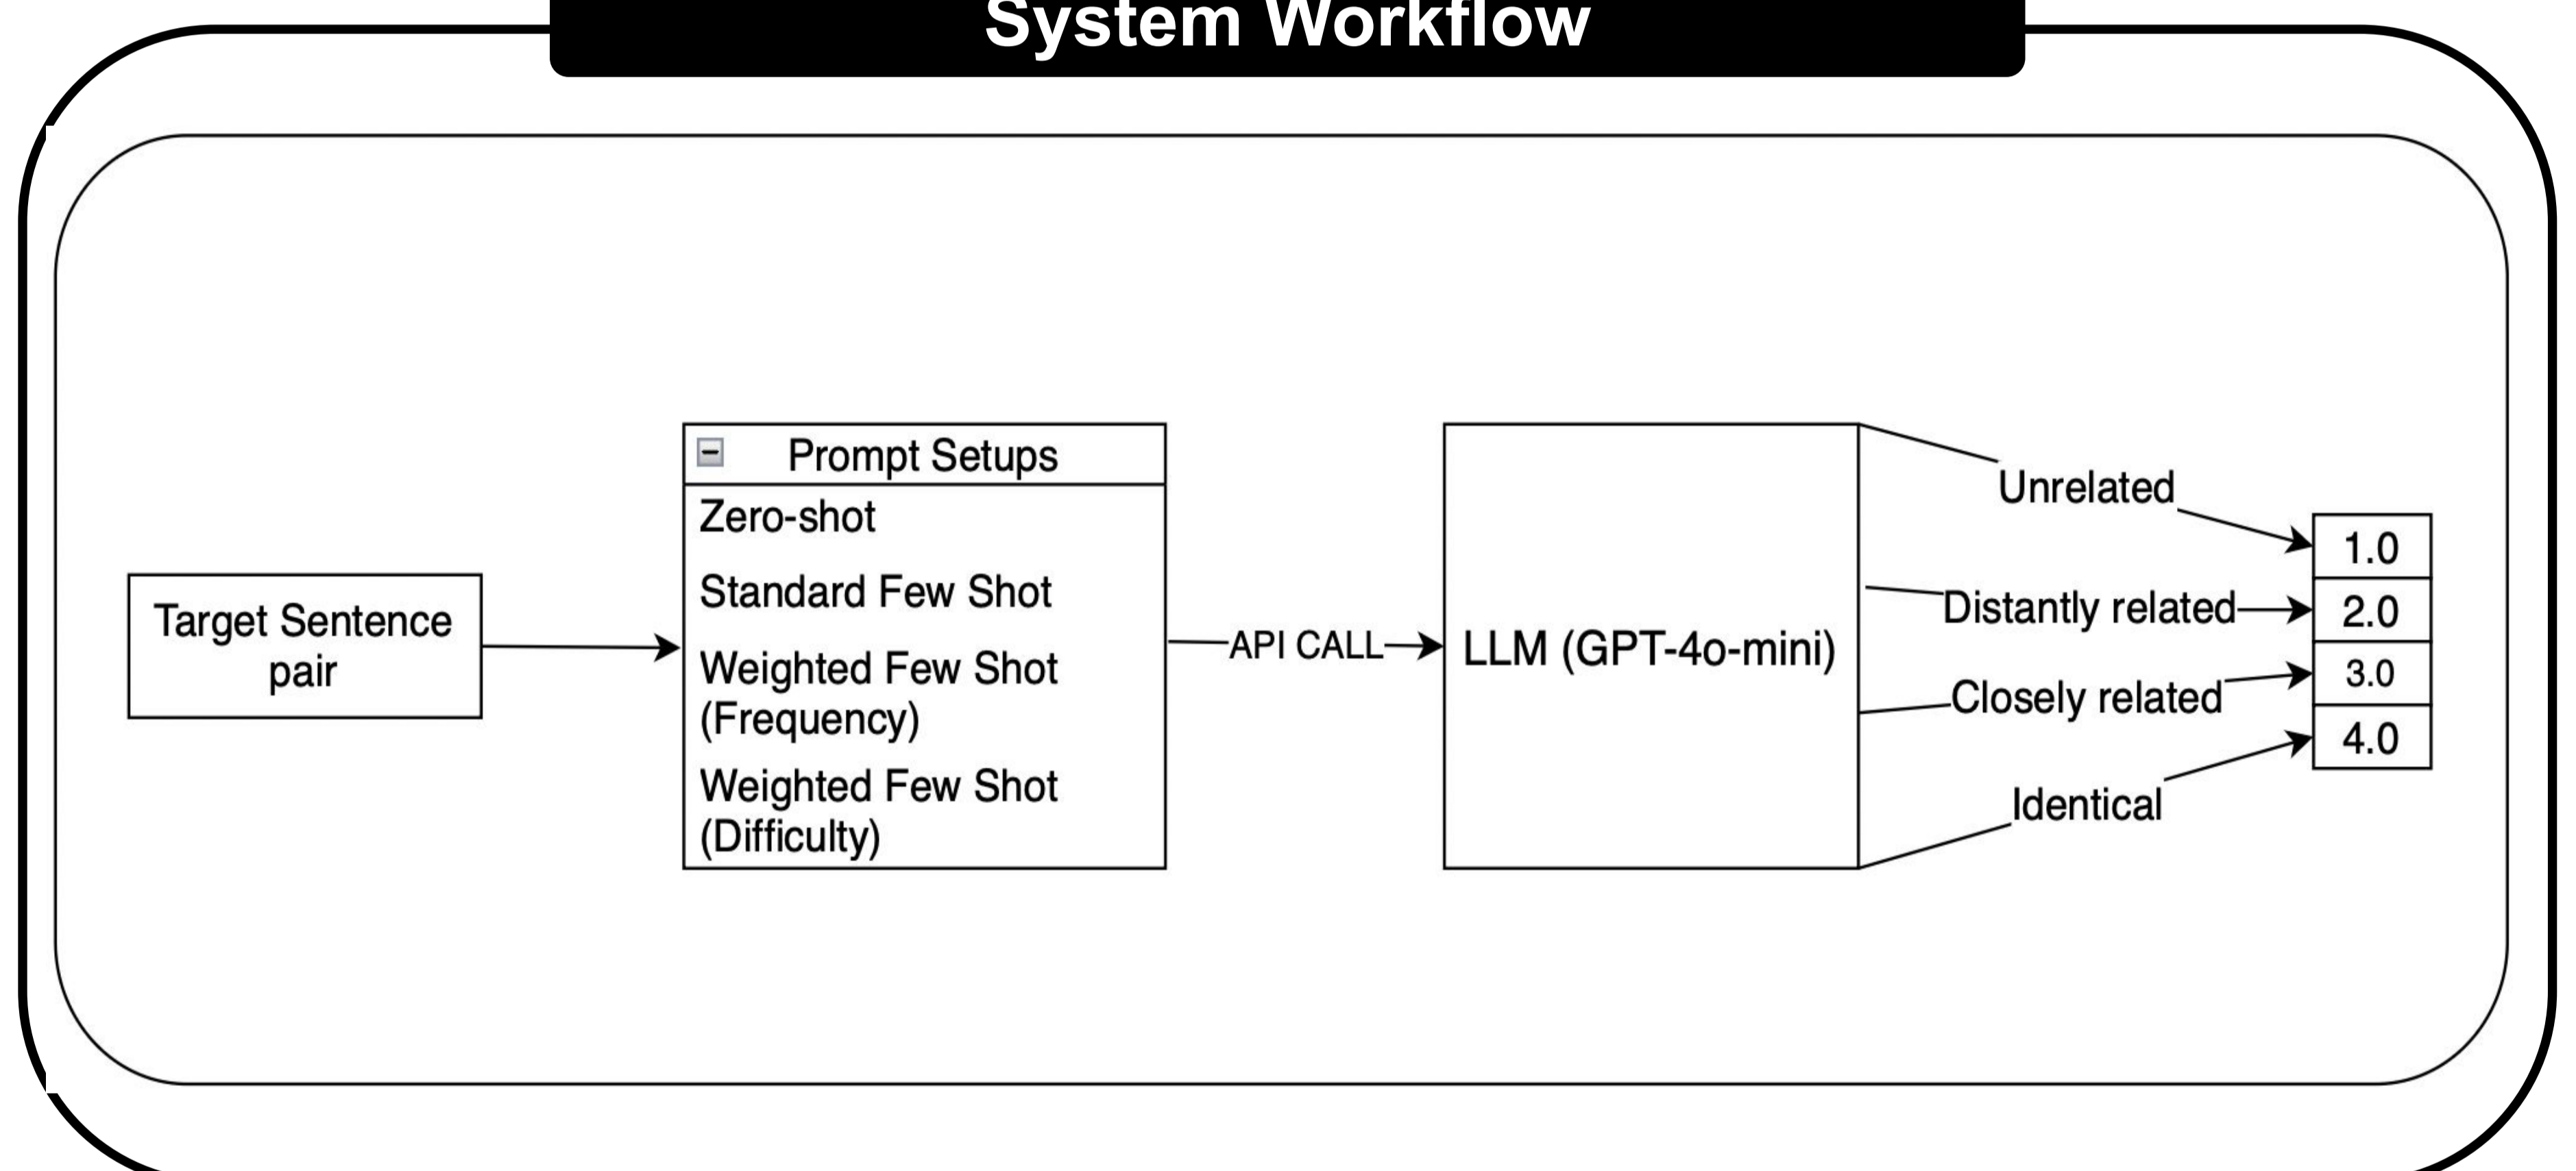 System Workflow
Target Sentence
pair
Prompt Setups
Zero-shot
Standard Few Shot
Weighted Few Shot
(Frequency)
Weighted Few Shot
(Difficulty)
API CALL
LLM (GPT-4o-mini)
Unrelated
Distantly related
Closely related
Identical
1.0
2.0
3.0
4.0